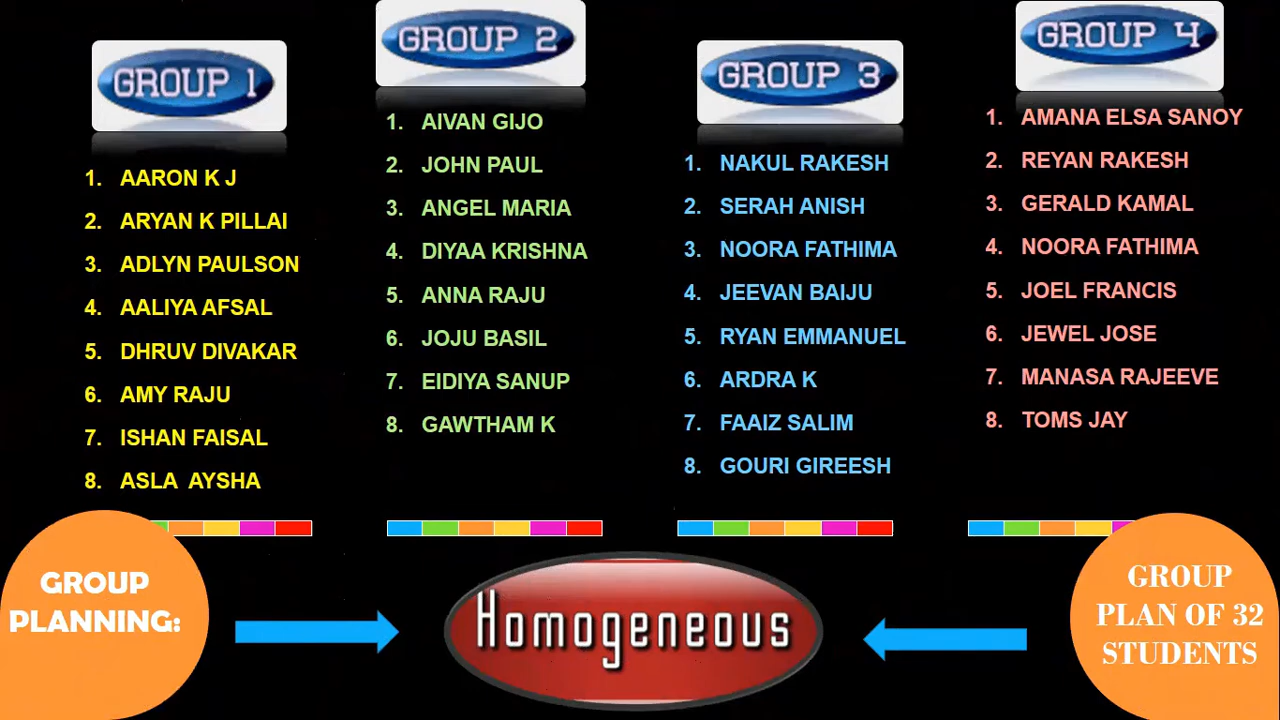 GROUP 1
1. AARON K J
2. ARYAN K PILLAI
3. ADLYN PAULSON
4. AALIYA AFSAL
5. DHRUV DIVAKAR
6. AMY RAJU
7. ISHAN FAISAL
8. ASLA AYSHA
GROUP 2
1. AIVAN GIJO
2. JOHN PAUL
3. ANGEL MARIA
4. DIYAA KRISHNA
5. ANNA RAJU
6. JOJU BASIL
7. EIDIYA SANUP
8. GAWTHAM K
GROUP 3
1. NAKUL RAKESH
2. SERAH ANISH
3. NOORA FATHIMA
4. JEEVAN BAIJU
5. RYAN EMMANUEL
6. ARDRA K
7. FAAIZ SALIM
8. GOURI GIREESH
GROUP 4
1. AMANA ELSA SANOY
2. REYAN RAKESH
3. GERALD KAMAL
4. NOORA FATHIMA
5. JOEL FRANCIS
6. JEWEL JOSE
7. MANASA RAJEEVE
8. TOMS JAY
GROUP
PLANNING:
Homogeneous
GROUP
PLAN OF 32
STUDENTS